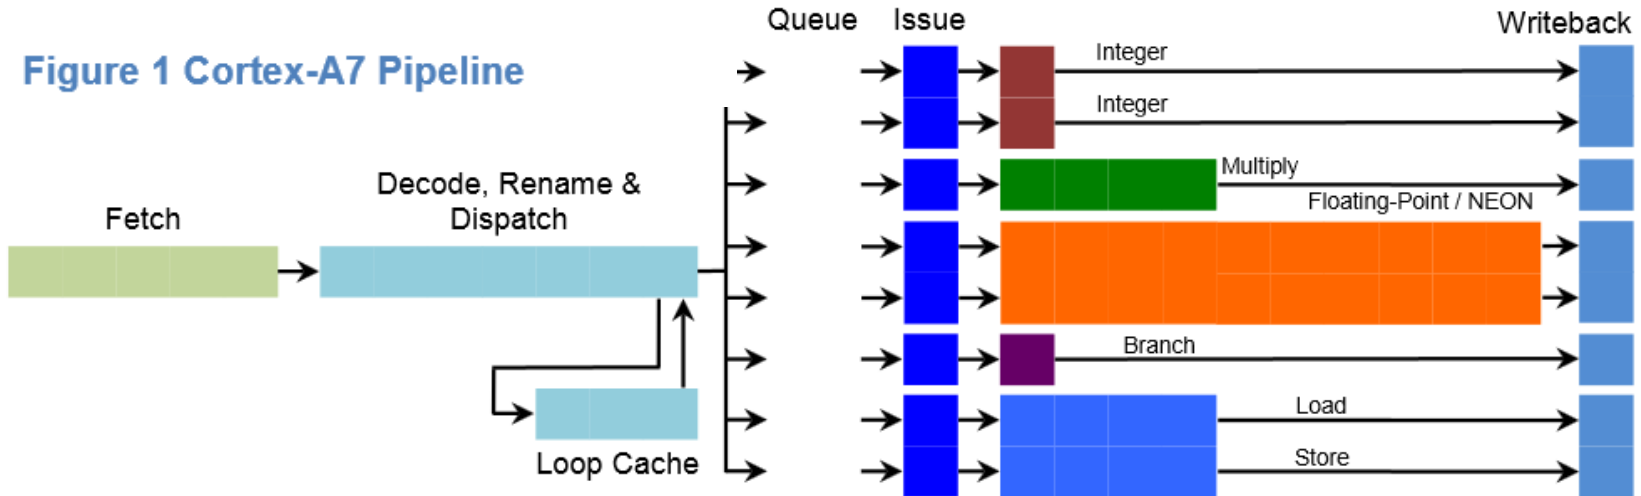 Queue
Issue
Writeback
Figure 1 Cortex-A7 Pipeline
Integer
Integer
Multiply
Floating-Point / NEON
Decode, Rename &
Dispatch
Fetch
Branch
Load
Loop Cache
Store